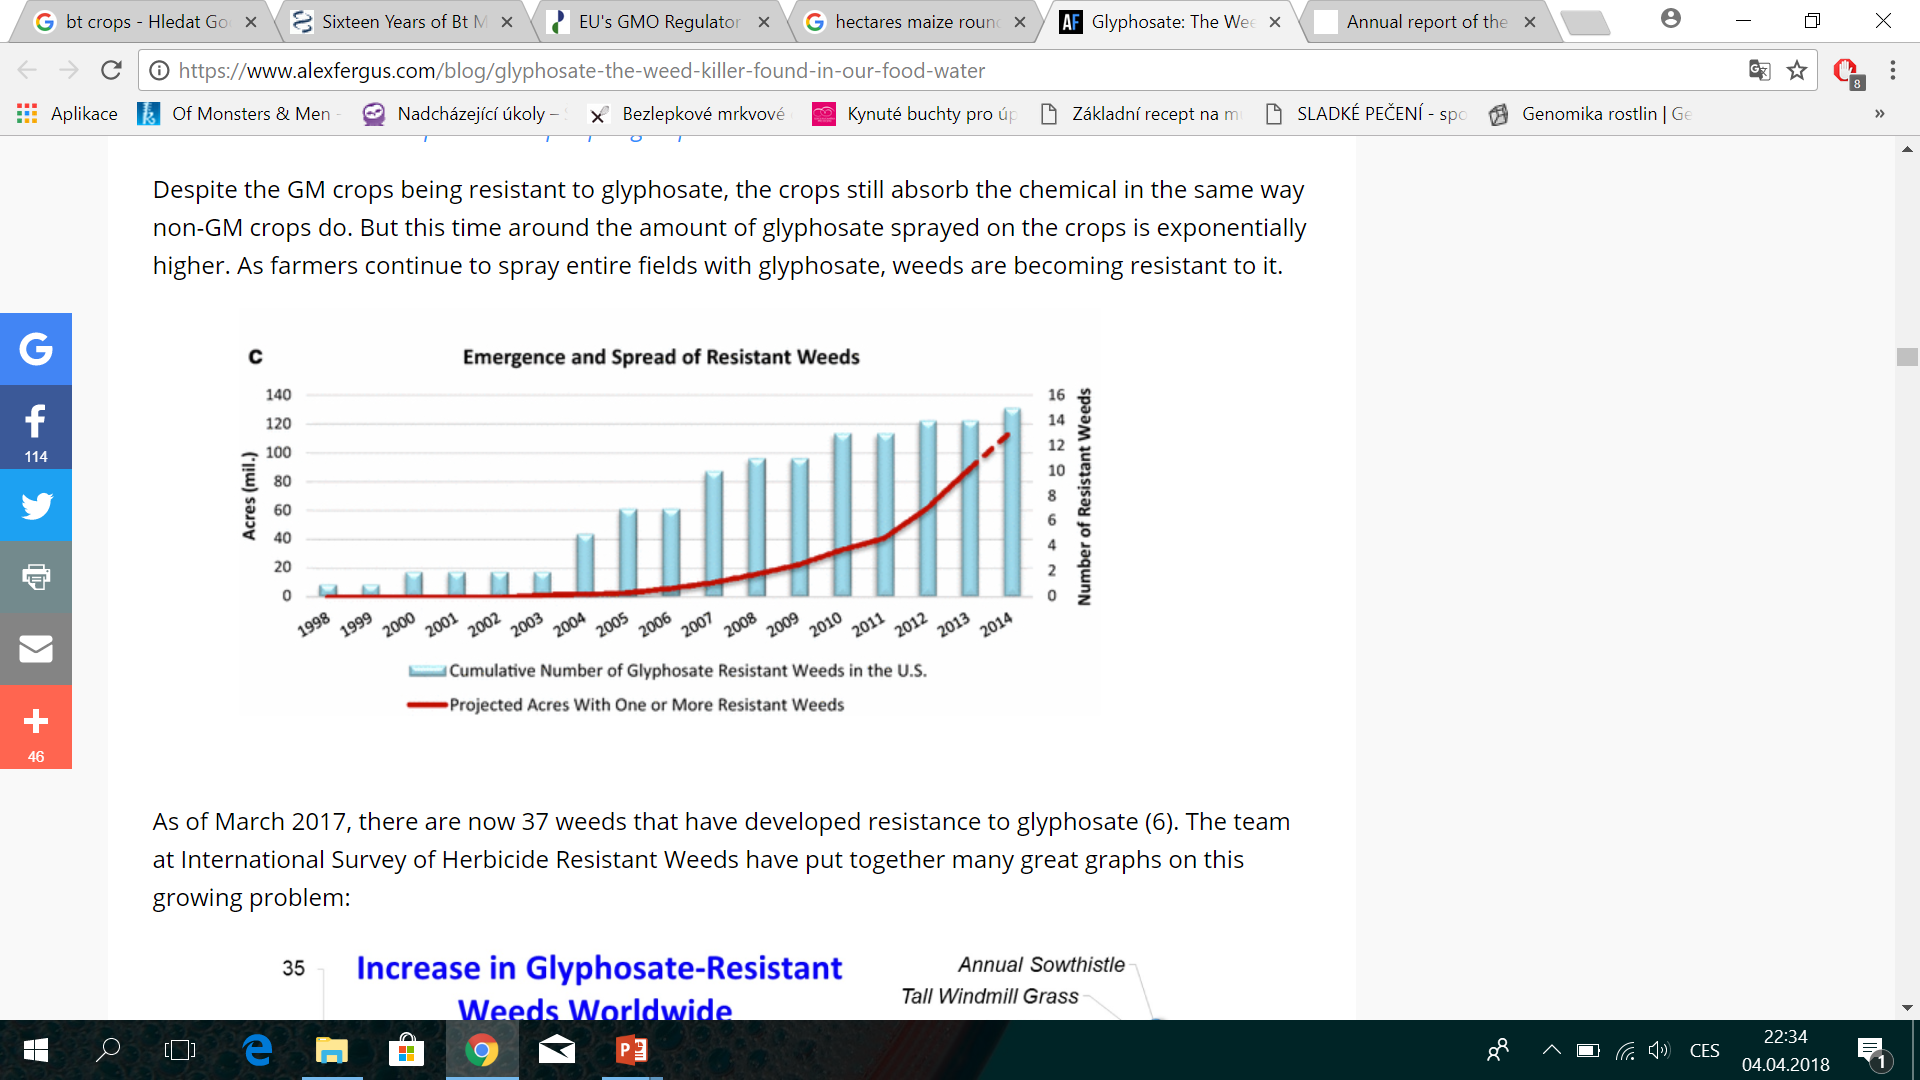 bt crops - Hledat Go
Sixteen Years of Bt M
EU's GMO Regulator
hectares maize roun
Glyphosate: The Wee
Annual report of the
https://www.alexfergus.com/blog/glyphosate-the-weed-killer-found-in-our-food-water
8
Aplikace
Of Monsters & Men -
Nadcházející úkoly –
Bezlepkové mrkvové
Kynuté buchty pro úp
Základní recept na m
SLADKÉ PEČENÍ - spo
Genomika rostlin | Ge
»
Despite the GM crops being resistant to glyphosate, the crops still absorb the chemical in the same way
non-GM crops do. But this time around the amount of glyphosate sprayed on the crops is exponentially
higher. As farmers continue to spray entire fields with glyphosate, weeds are becoming resistant to it.
114
46
C
Emergence and Spread of Resistant Weeds
Acres (mil.)
140
120
100
80
60
40
20
0
16
14
12
10
8
6
4
2
0
Number of Resistant Weeds
1998 1999 2000 2001 2002 2003 2004 2005 2006 2007 2008 2009 2010 2011 2012 2013 2014
Cumulative Number of Glyphosate Resistant Weeds in the U.S.
Projected Acres With One or More Resistant Weeds
As of March 2017, there are now 37 weeds that have developed resistance to glyphosate (6). The team
at International Survey of Herbicide Resistant Weeds have put together many great graphs on this
growing problem:
35
Increase in Glyphosate-Resistant
Weeds Worldwide
Annual Sowthistle
Tall Windmill Grass
CES
22:34
04.04.2018
1